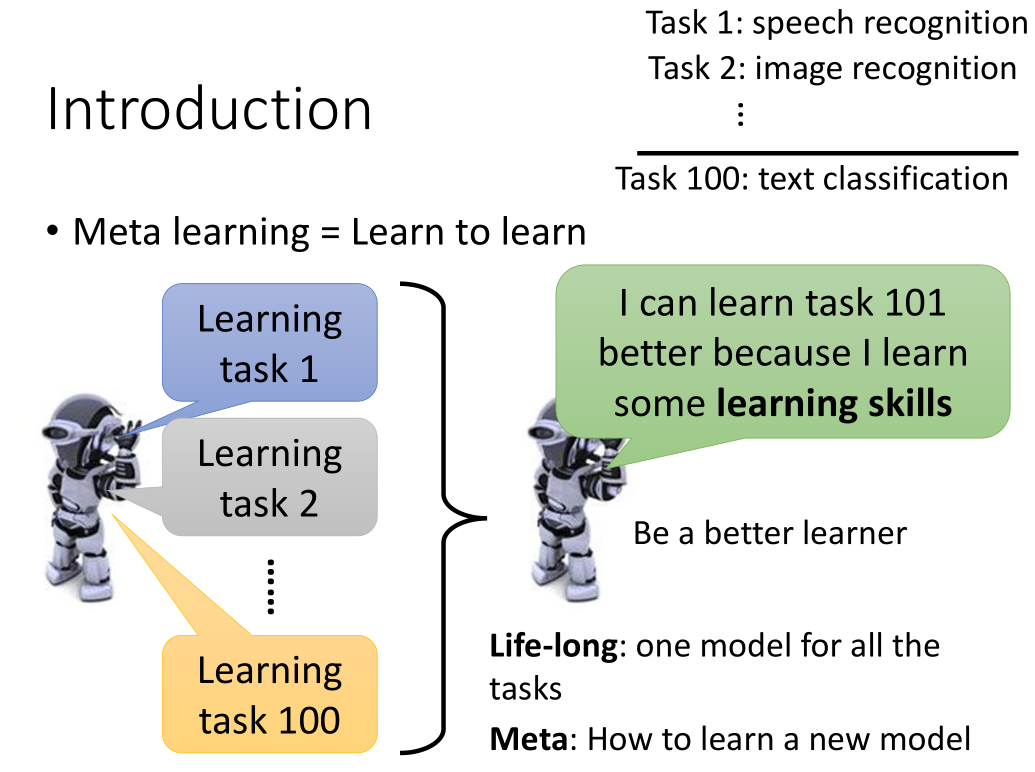 Task 1: speech recognition
Task 2: image recognition
⋮
Task 100: text classification
Introduction
• Meta learning = Learn to learn
Learning
task 1
Learning
task 2
……
Learning
task 100
I can learn task 101
better because I learn
some learning skills
Be a better learner
Life-long: one model for all the
tasks
Meta: How to learn a new model